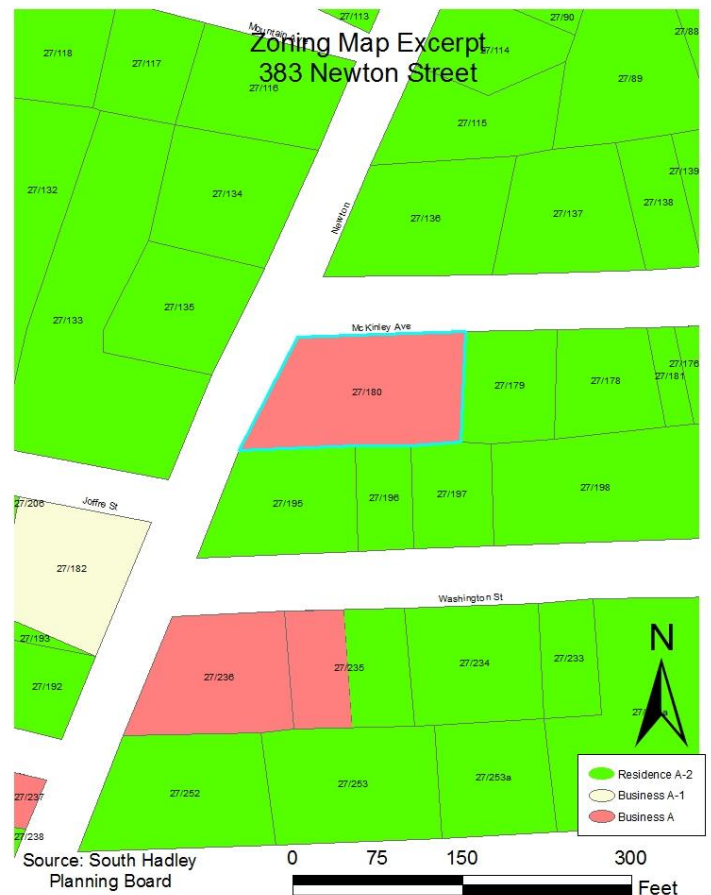 27/113
27/90
27/88
Mountain Ave
Zoning Map Excerpt
383 Newton Street
27/118
27/117
27/116
27/114
27/89
27/115
27/132
27/134
27/139
27/136
27/137
27/138
Newton
27/133
27/135
McKinley Ave
27/180
27/179
27/178
27/181
27/176
27/195
27/196
27/197
27/198
27/206
Joffre St
27/182
27/193
27/192
Washington St
27/236
27/235
27/234
27/233
N
27/252
27/253
27/253a
27/237
27/238
Residence A-2
Business A-1
Business A
Source: South Hadley
Planning Board
0 75 150 300
Feet